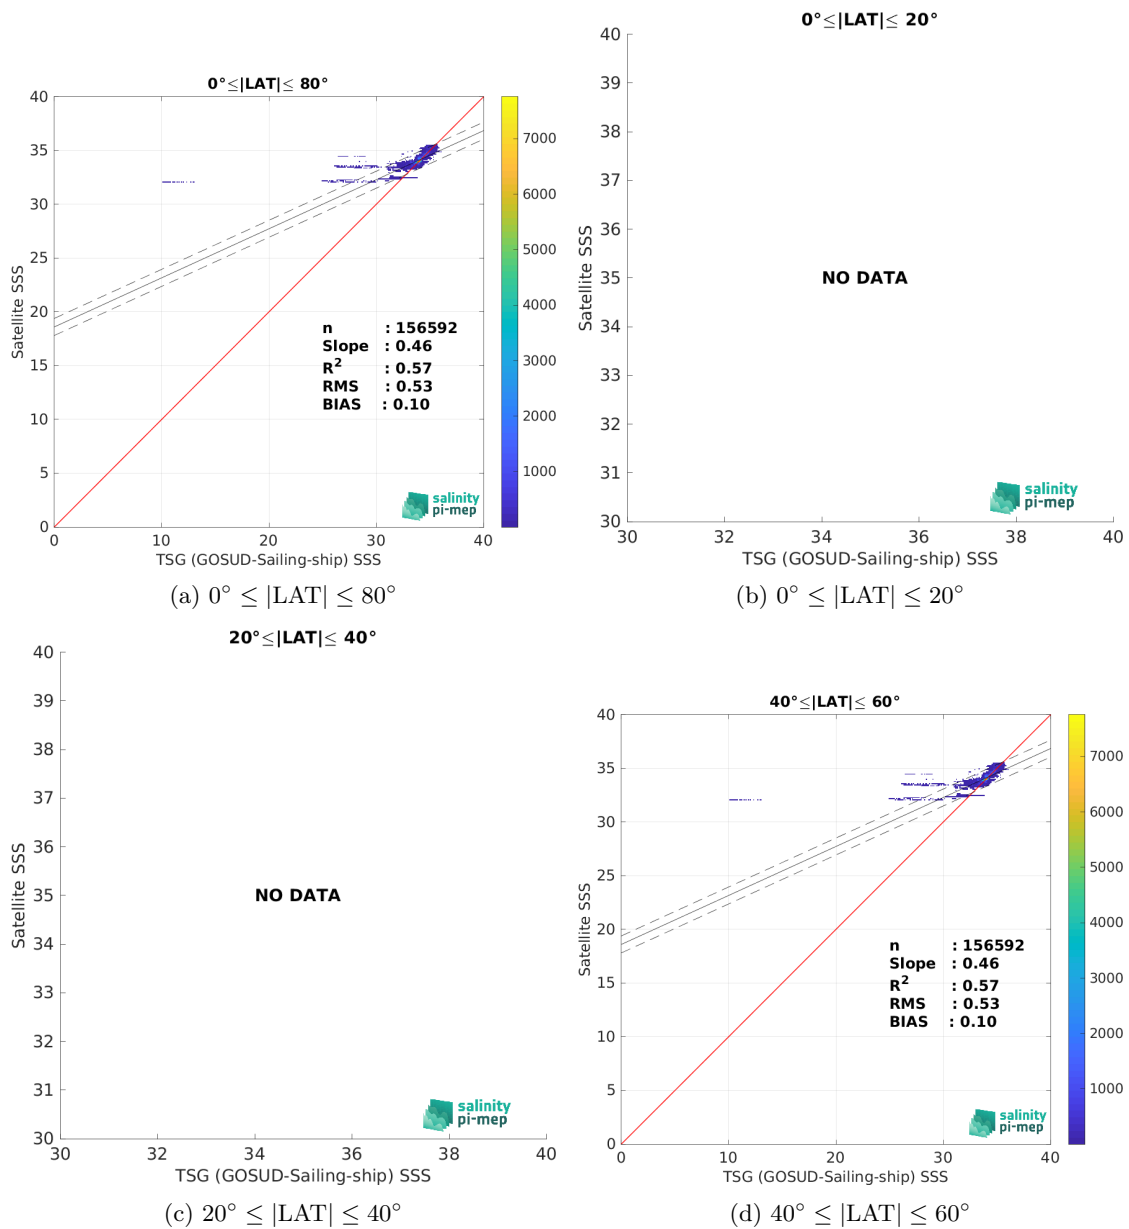 0°≤|LAT|≤ 80°
40
35
30
25
20
15
10
5
0
Satellite SSS
7000
6000
5000
4000
3000
2000
1000
n : 156592
Slope : 0.46
R² : 0.57
RMS : 0.53
BIAS : 0.10
salinity
pi-mep
0 10 20 30 40
TSG (GOSUD-Sailing-ship) SSS
(a) 0° ≤ |LAT| ≤ 80°
0°≤|LAT|≤ 20°
40
39
38
37
36
35
34
33
32
31
30
Satellite SSS
NO DATA
salinity
pi-mep
30 32 34 36 38 40
TSG (GOSUD-Sailing-ship) SSS
(b) 0° ≤ |LAT| ≤ 20°
20°≤|LAT|≤ 40°
40
39
38
37
36
35
34
33
32
31
30
Satellite SSS
NO DATA
salinity
pi-mep
30 32 34 36 38 40
TSG (GOSUD-Sailing-ship) SSS
(c) 20° ≤ |LAT| ≤ 40°
40°≤|LAT|≤ 60°
40
35
30
25
20
15
10
5
0
Satellite SSS
7000
6000
5000
4000
3000
2000
1000
n : 156592
Slope : 0.46
R² : 0.57
RMS : 0.53
BIAS : 0.10
salinity
pi-mep
0 10 20 30 40
TSG (GOSUD-Sailing-ship) SSS
(d) 40° ≤ |LAT| ≤ 60°